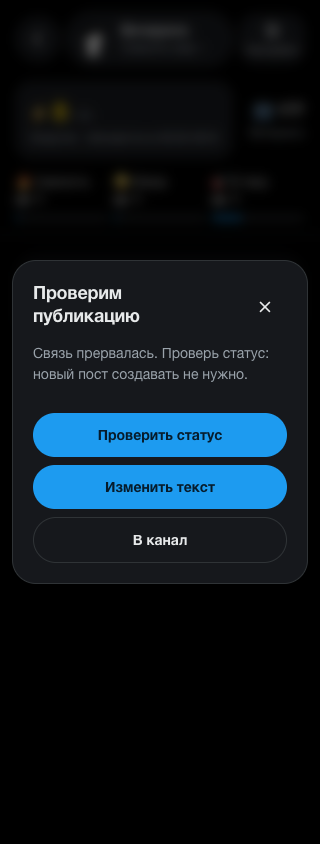 Проверим
публикацию
Связь прервалась. Проверь статус:
новый пост создавать не нужно.
Проверить статус
Изменить текст
В канал